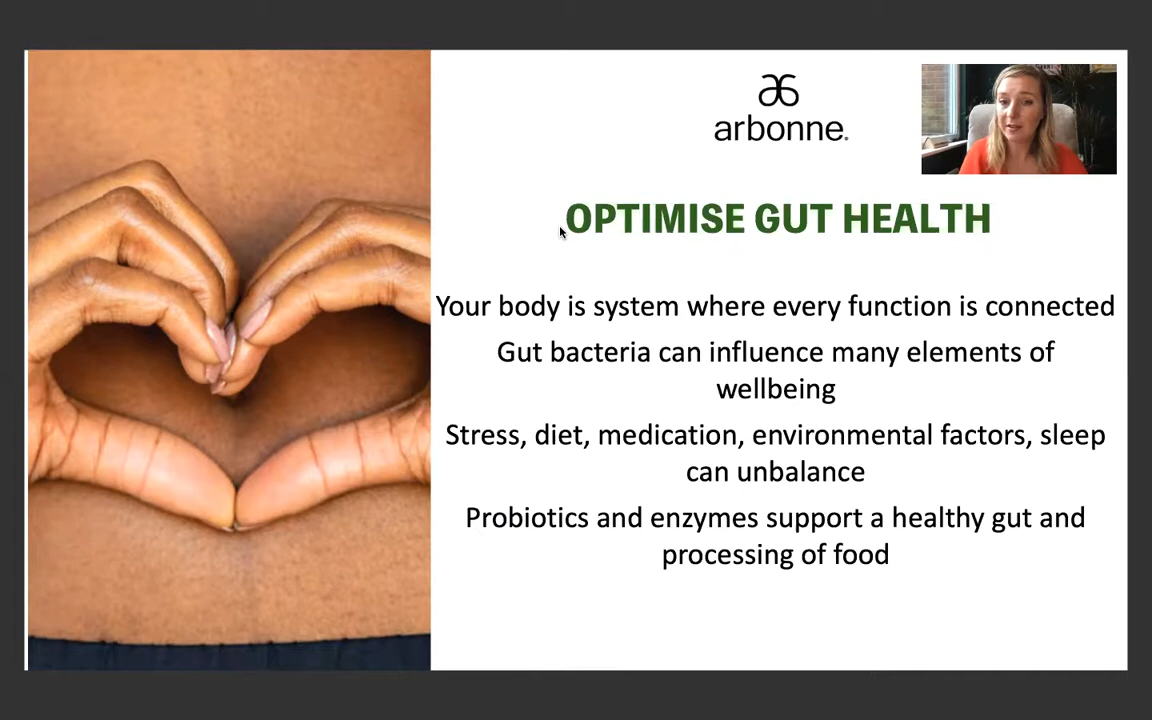 arbonne.
OPTIMISE GUT HEALTH
Your body is system where every function is connected
Gut bacteria can influence many elements of
wellbeing
Stress, diet, medication, environmental factors, sleep
can unbalance
Probiotics and enzymes support a healthy gut and
processing of food